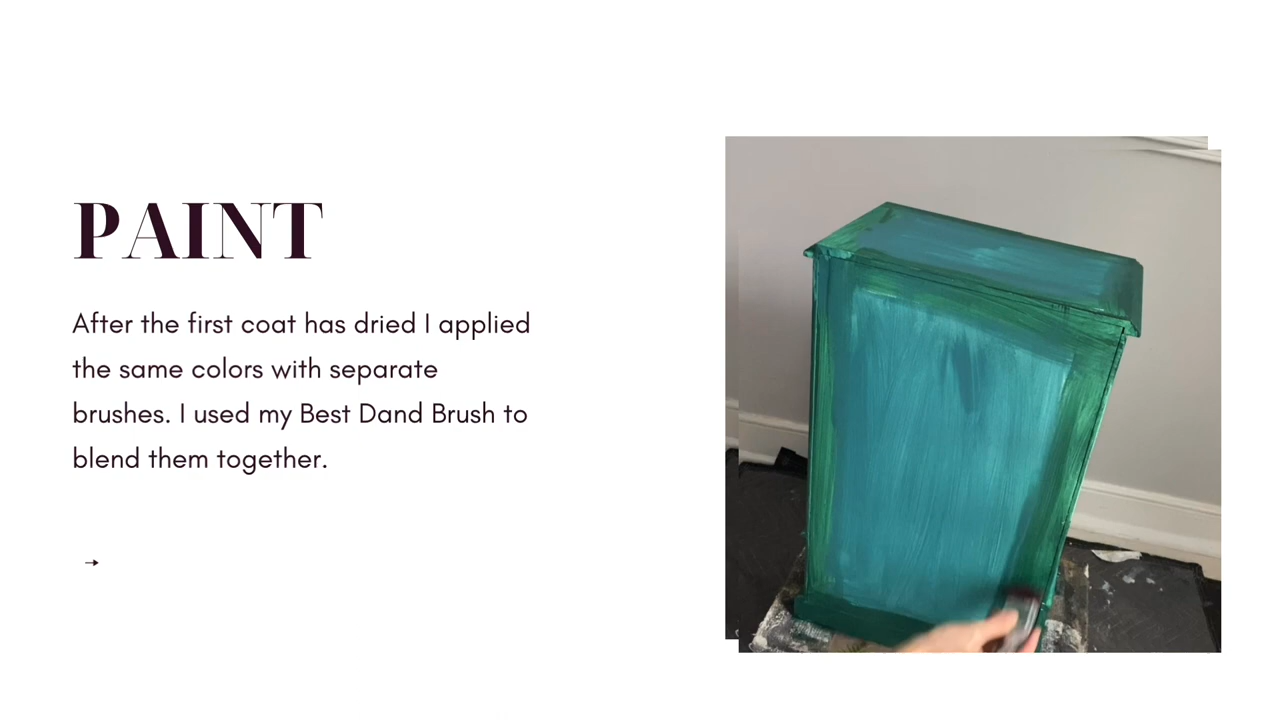 PAINT
After the first coat has dried I applied
the same colors with separate
brushes. I used my Best Dand Brush to
blend them together.